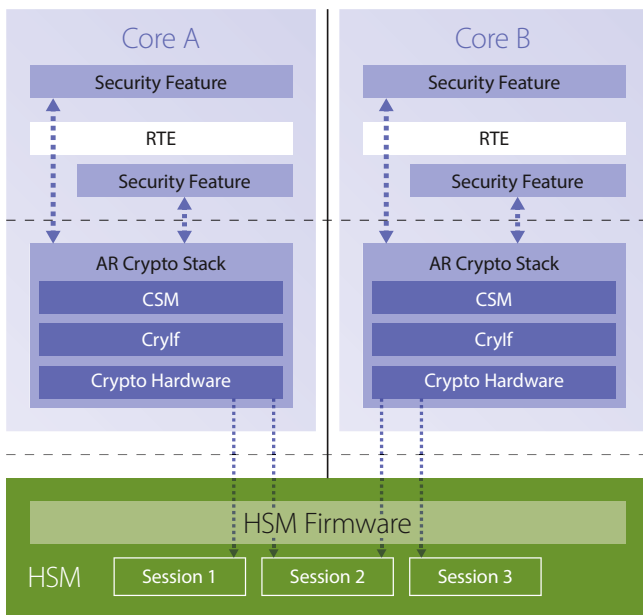 Core A
Security Feature
RTE
Security Feature
AR Crypto Stack
CSM
CryIf
Crypto Hardware
Core B
Security Feature
RTE
Security Feature
AR Crypto Stack
CSM
CryIf
Crypto Hardware
HSM Firmware
HSM
Session 1
Session 2
Session 3